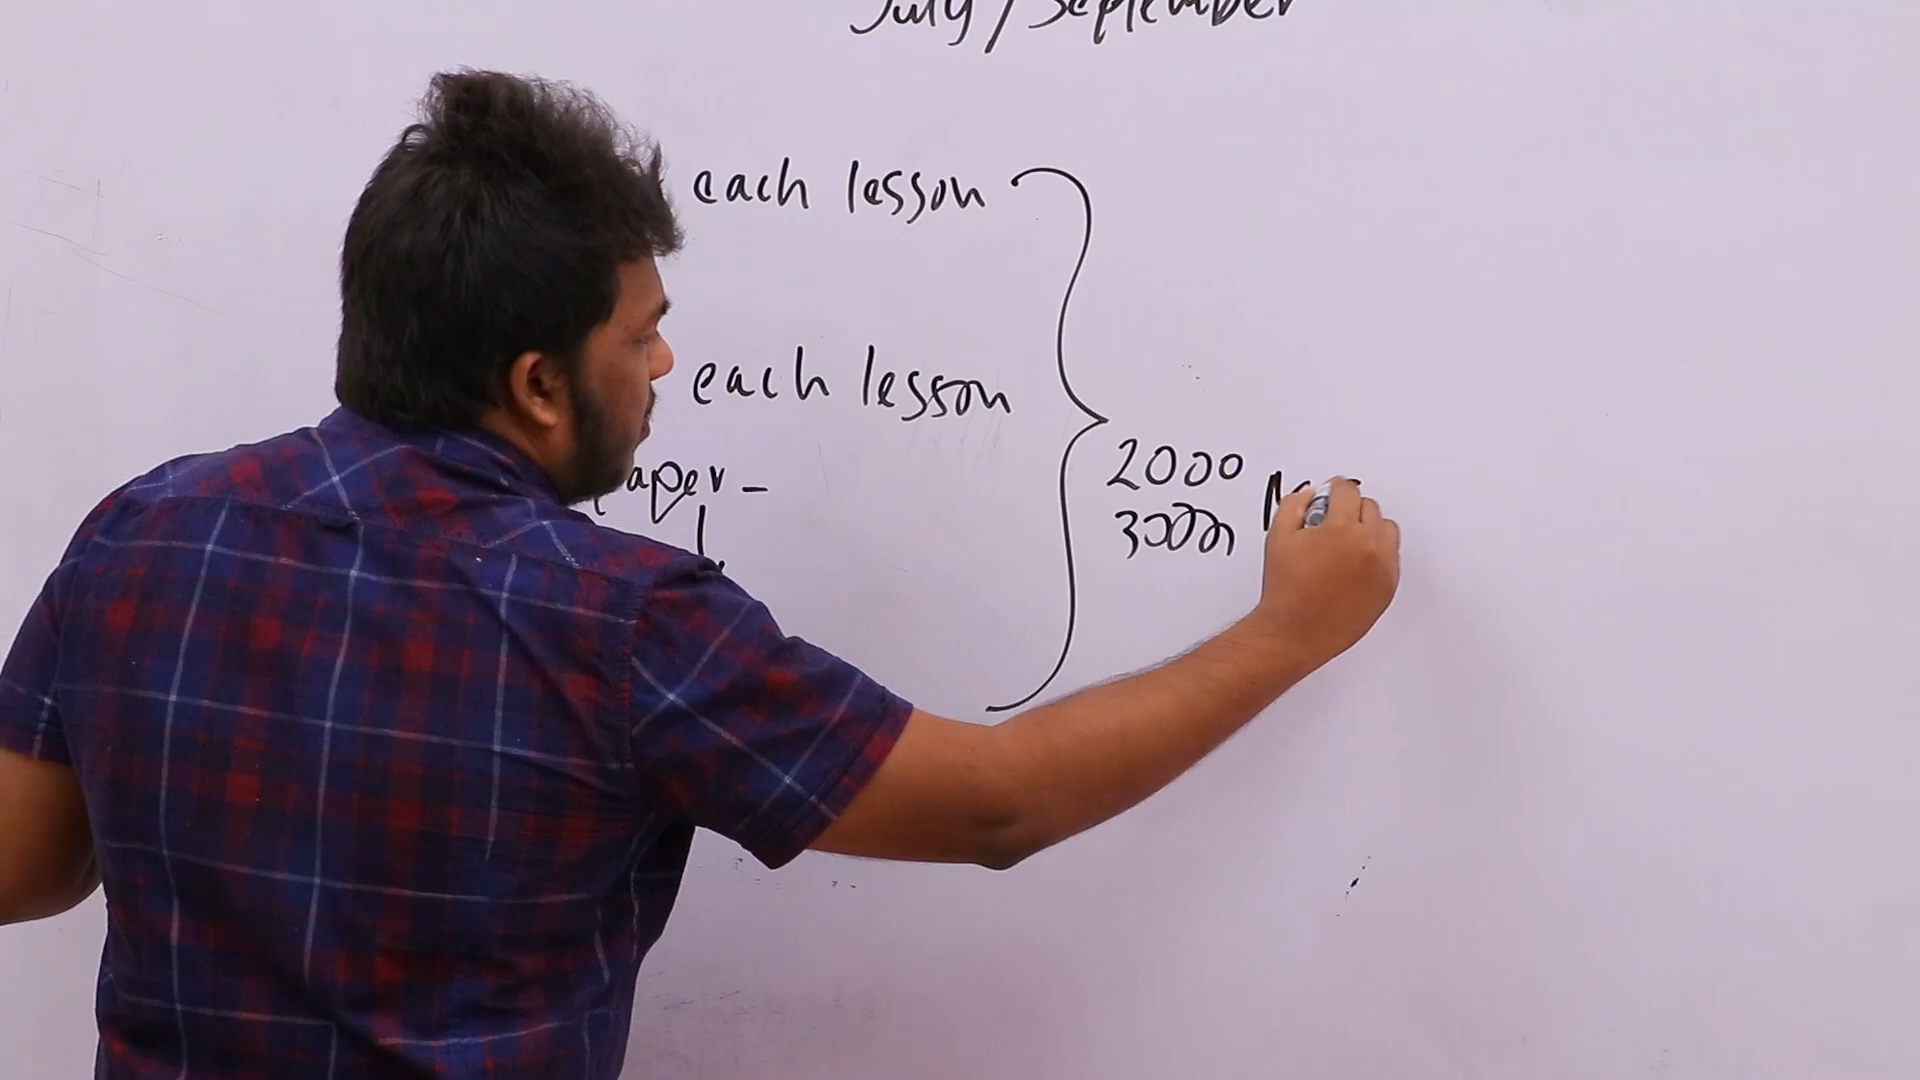 July / September
each lesson
each lesson
aper -
2000
3000